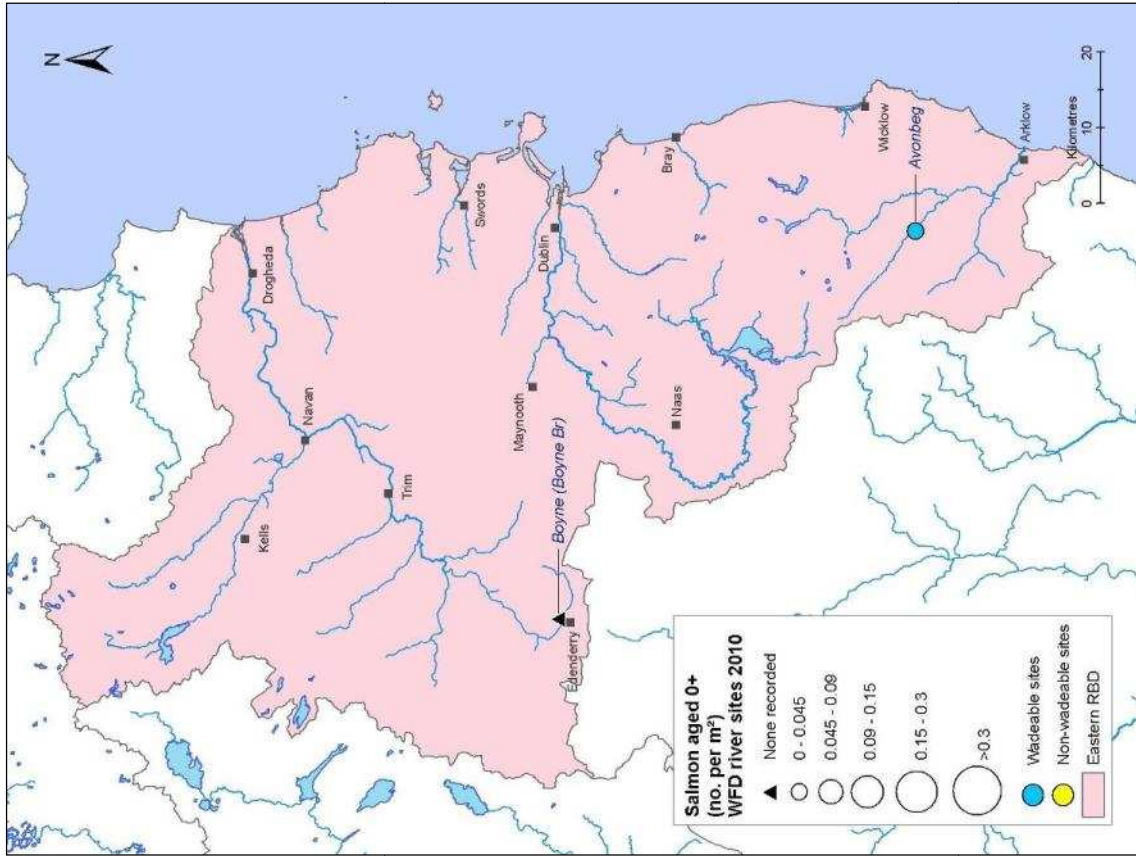 N
Drogheda
Navan
Kells
Trim
Swords
Dublin
Maynooth
Boyne (Boyne Br)
Edenderry
Naas
Bray
Wicklow
Avonbeg
Arklow
Salmon aged 0+
(no. per m²)
WFD river sites 2010
None recorded
0 - 0.045
0.045 - 0.09
0.09 - 0.15
0.15 - 0.3
>0.3
Wadeable sites
Non-wadeable sites
Eastern RBD
Kilometres
0 10 20